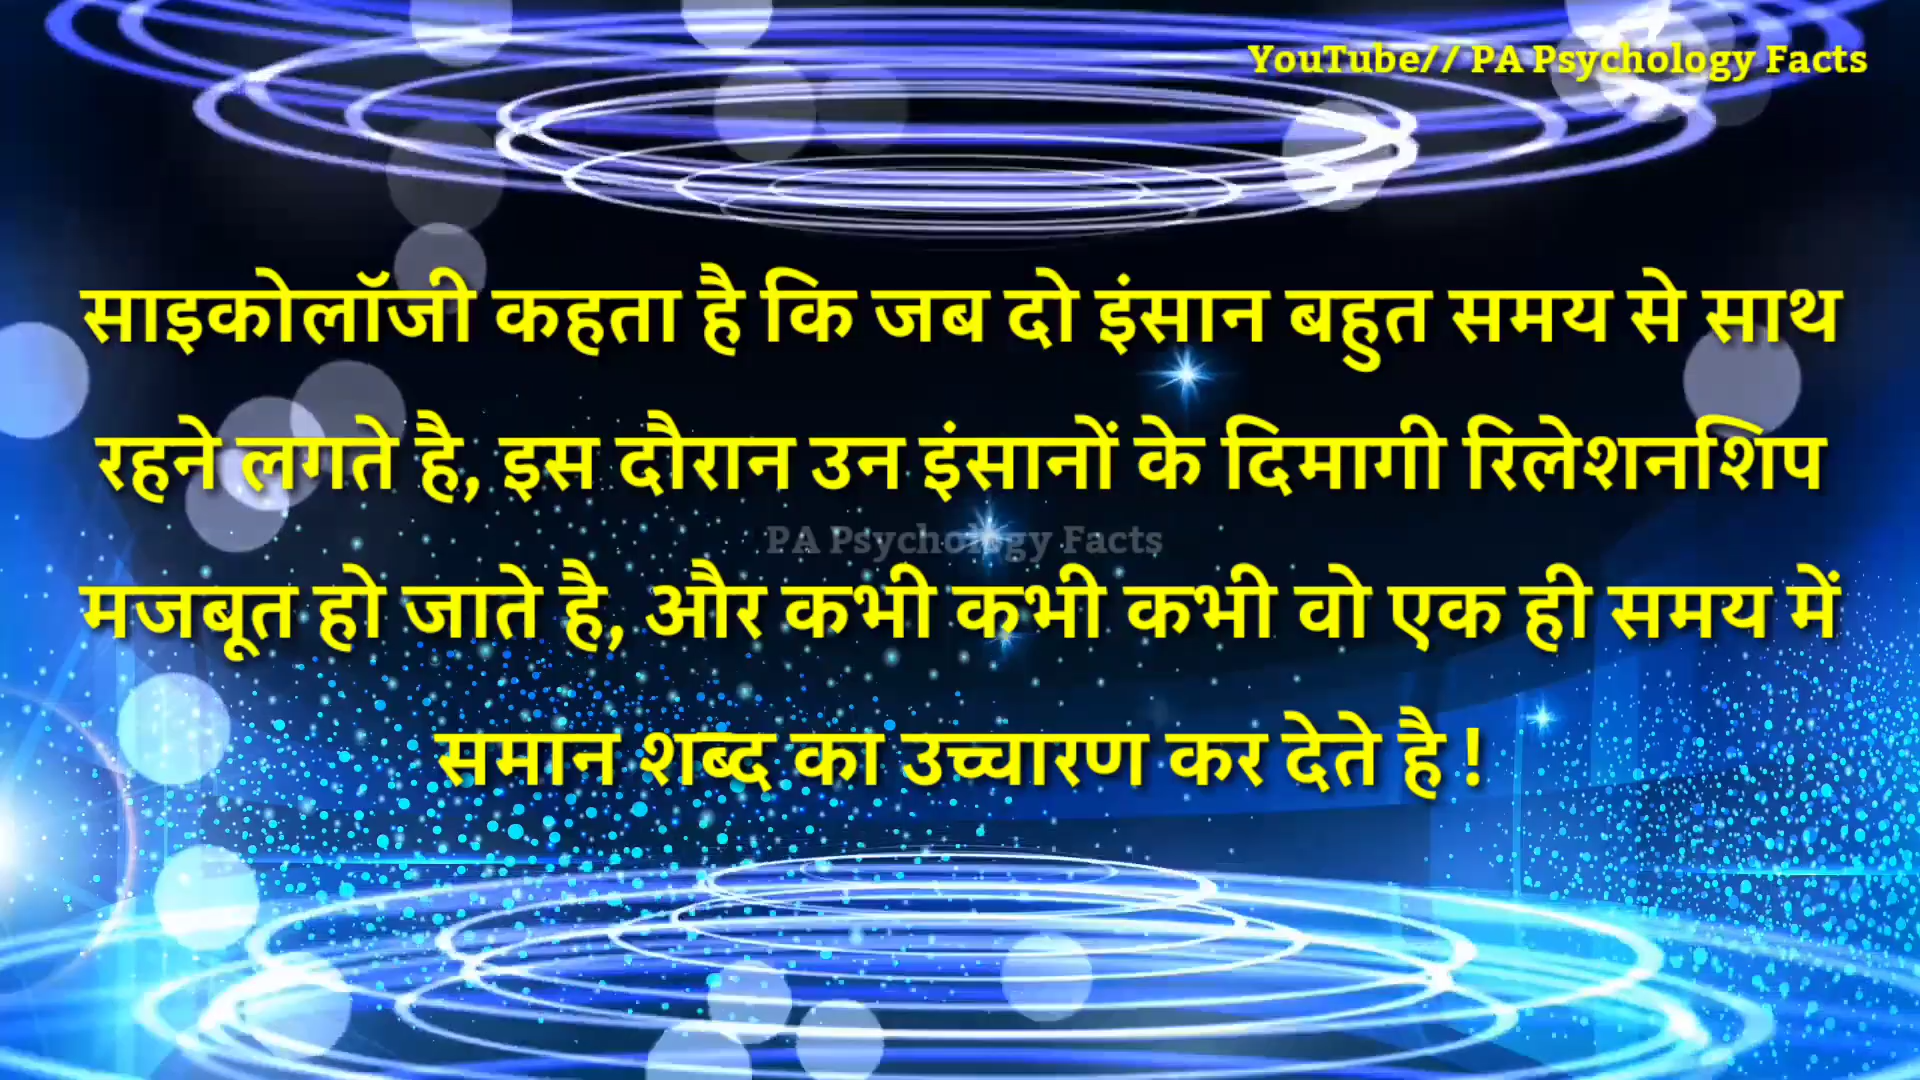 YouTube// PA Psychology Facts
साइकोलॉजी कहता है कि जब दो इंसान बहुत समय से साथ
रहने लगते है, इस दौरान उन इंसानों के दिमागी रिलेशनशिप
PA Psychology Facts
मजबूत हो जाते है, और कभी कभी कभी वो एक ही समय में
समान शब्द का उच्चारण कर देते है !